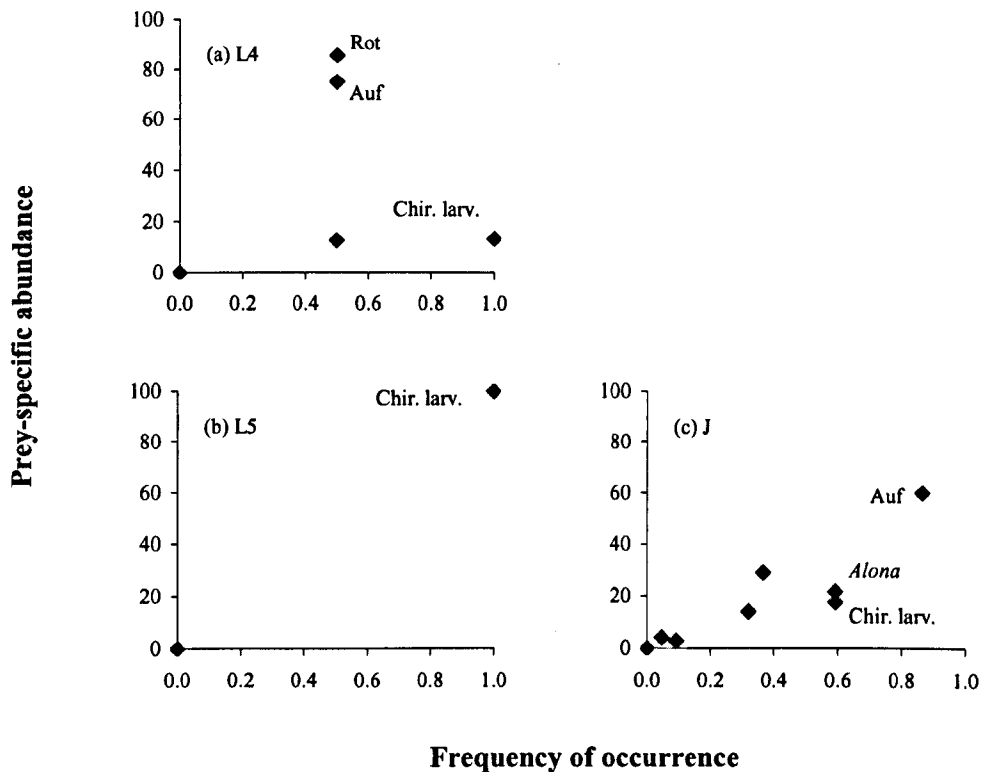 Prey-specific abundance
100
80
60
40
20
0
(a) L4
Rot
Auf
Chir. larv.
0.0 0.2 0.4 0.6 0.8 1.0
100
80
60
40
20
0
(b) L5
Chir. larv.
0.0 0.2 0.4 0.6 0.8 1.0
100
80
60
40
20
0
(c) J
Auf
Alona
Chir. larv.
0.0 0.2 0.4 0.6 0.8 1.0
Frequency of occurrence